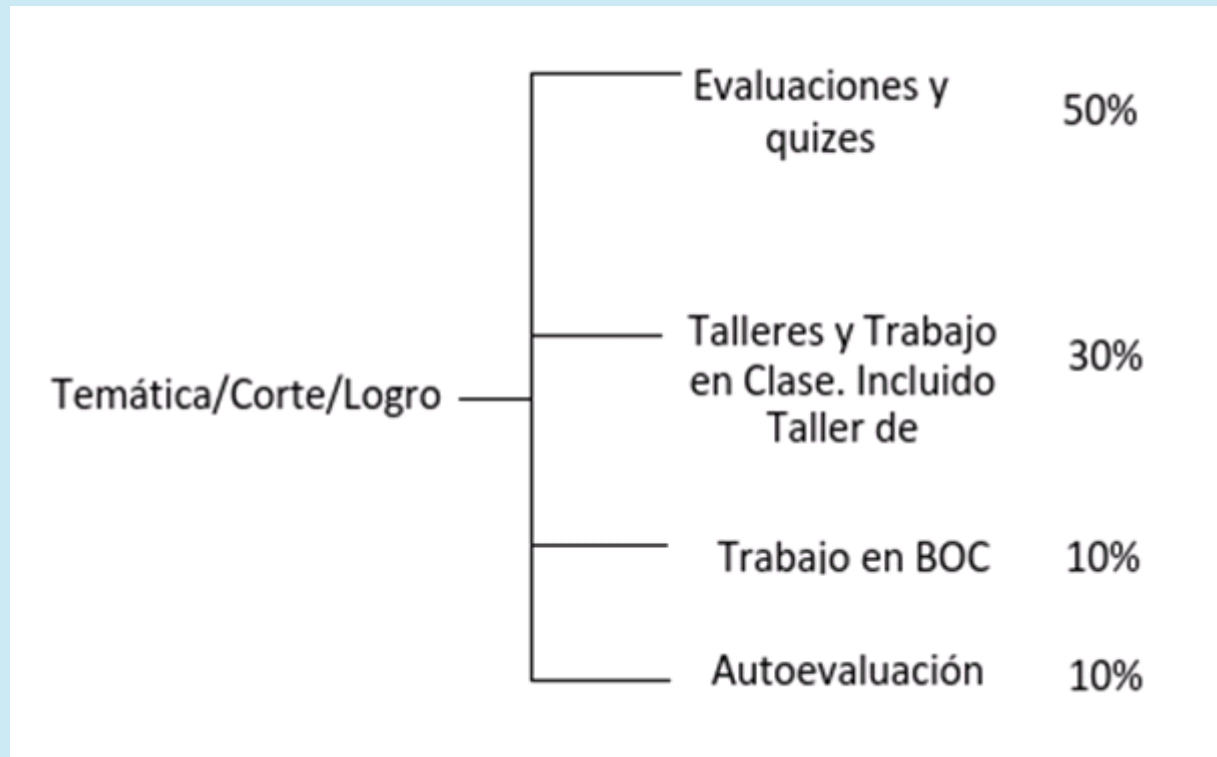 Evaluaciones y
quizes
50%
Talleres y Trabajo
en Clase. Incluido
Taller de
30%
Temática/Corte/Logro
Trabajo en BOC
10%
Autoevaluación
10%